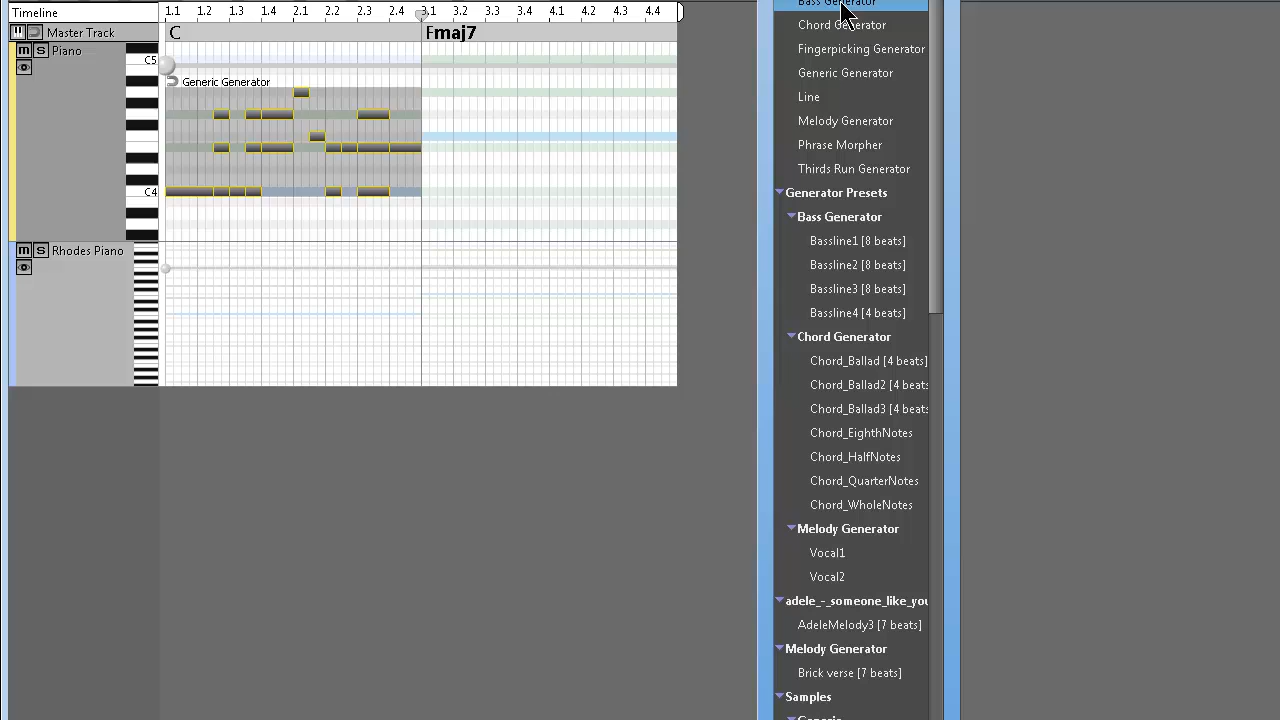 Timeline
1.1 1.2 1.3 1.4 2.1 2.2 2.3 2.4 3.1 3.2 3.3 3.4 4.1 4.2 4.3 4.4
Master Track
C Fmaj7
m S Piano
C5
Generic Generator
C4
m S Rhodes Piano
Bass Generator
Chord Generator
Fingerpicking Generator
Generic Generator
Line
Melody Generator
Phrase Morpher
Thirds Run Generator
Generator Presets
Bass Generator
Bassline1 [8 beats]
Bassline2 [8 beats]
Bassline3 [8 beats]
Bassline4 [4 beats]
Chord Generator
Chord_Ballad [4 beats]
Chord_Ballad2 [4 beats
Chord_Ballad3 [4 beats
Chord_EighthNotes
Chord_HalfNotes
Chord_QuarterNotes
Chord_WholeNotes
Melody Generator
Vocal1
Vocal2
adele_-_someone_like_you
AdeleMelody3 [7 beats]
Melody Generator
Brick verse [7 beats]
Samples
Generic